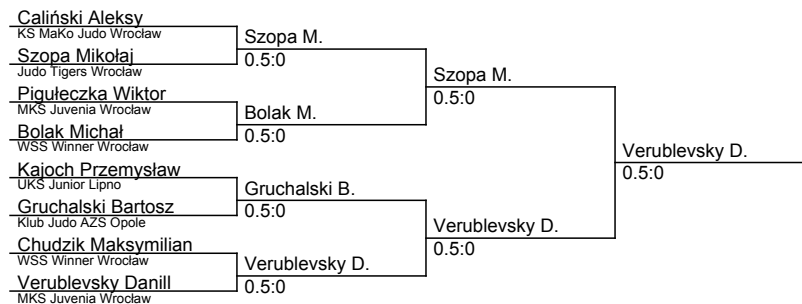 Caliński Aleksy
KS MaKo Judo Wrocław
Szopa Mikołaj
Judo Tigers Wrocław
Pigułeczka Wiktor
MKS Juvenia Wrocław
Bolak Michał
WSS Winner Wrocław
Kajoch Przemysław
UKS Junior Lipno
Gruchalski Bartosz
Klub Judo AZS Opole
Chudzik Maksymilian
WSS Winner Wrocław
Verublevsky Danill
MKS Juvenia Wrocław
Szopa M.
0.5:0
Bolak M.
0.5:0
Gruchalski B.
0.5:0
Verublevsky D.
0.5:0
Szopa M.
0.5:0
Verublevsky D.
0.5:0
Verublevsky D.
0.5:0